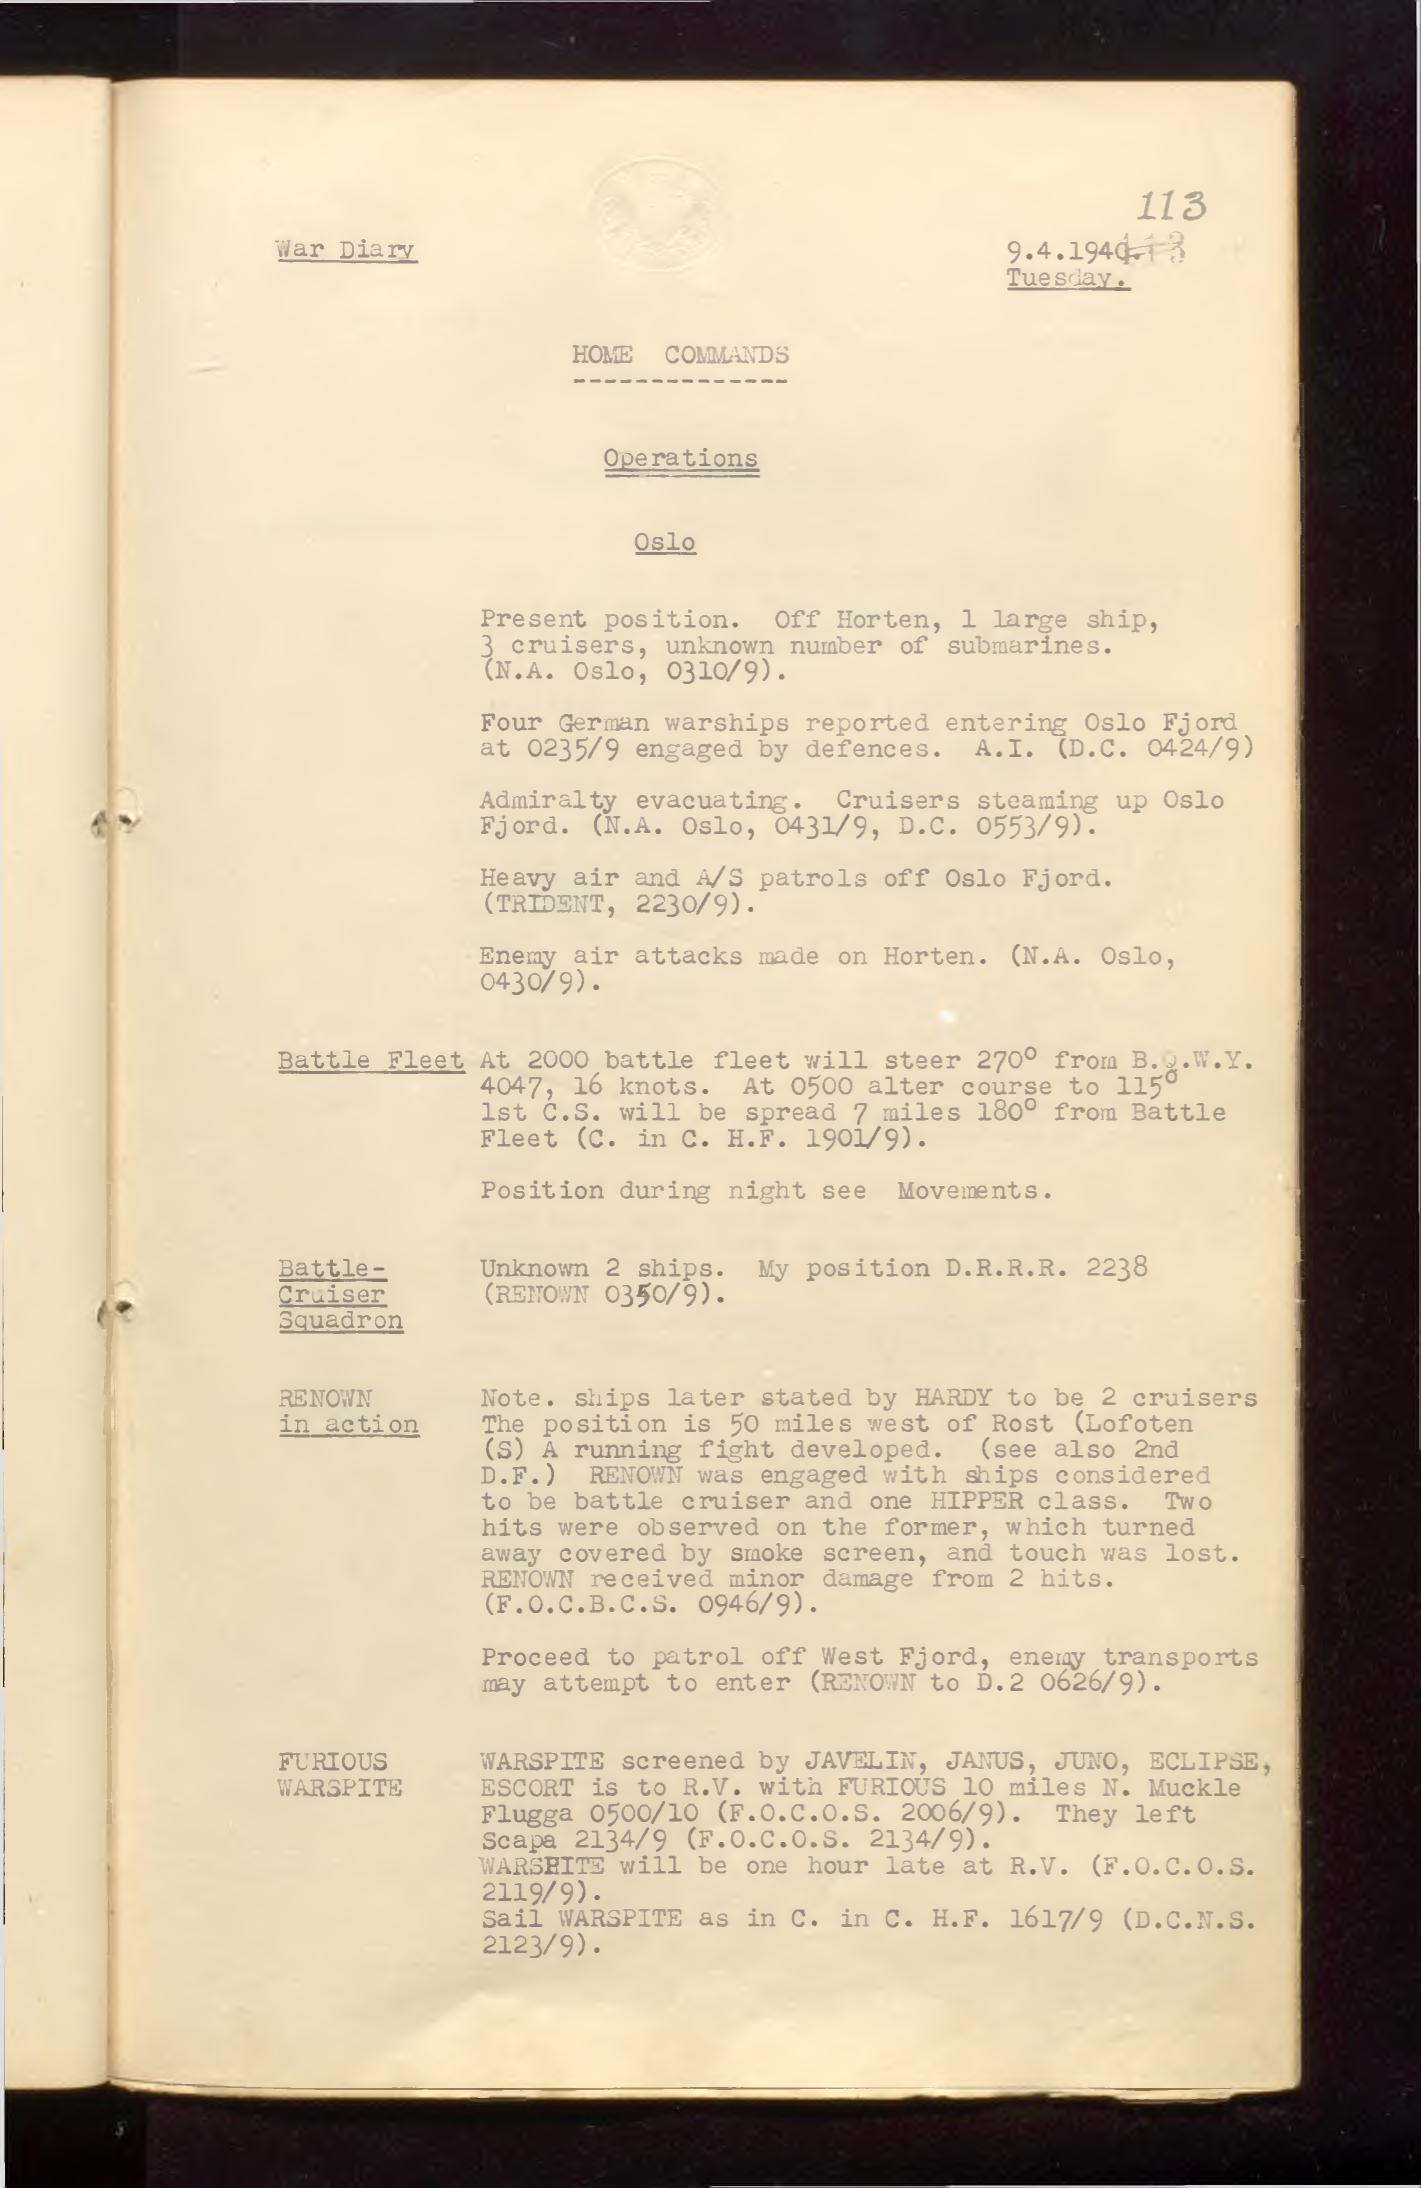 113
War Diary
9.4.1940.
Tuesday.
HOME COMMANDS
--------------
Operations
Oslo
Present position. Off Horten, 1 large ship,
3 cruisers, unknown number of submarines.
(N.A. Oslo, 0310/9).
Four German warships reported entering Oslo Fjord
at 0235/9 engaged by defences. A.I. (D.C. 0424/9)
Admiralty evacuating. Cruisers steaming up Oslo
Fjord. (N.A. Oslo, 0431/9, D.C. 0553/9).
Heavy air and A/S patrols off Oslo Fjord.
(TRIDENT, 2230/9).
Enemy air attacks made on Horten. (N.A. Oslo,
0430/9).
Battle Fleet At 2000 battle fleet will steer 270° from B.Q.W.Y.
4047, 16 knots. At 0500 alter course to 115°
1st C.S. will be spread 7 miles 180° from Battle
Fleet (C. in C. H.F. 1901/9).
Position during night see Movements.
Battle-
Cruiser
Squadron
Unknown 2 ships. My position D.R.R.R. 2238
(RENOWN 0350/9).
RENOWN
in action
Note. ships later stated by HARDY to be 2 cruisers
The position is 50 miles west of Rost (Lofoten
(S) A running fight developed. (see also 2nd
D.F.) RENOWN was engaged with ships considered
to be battle cruiser and one HIPPER class. Two
hits were observed on the former, which turned
away covered by smoke screen, and touch was lost.
RENOWN received minor damage from 2 hits.
(F.O.C.B.C.S. 0946/9).
Proceed to patrol off West Fjord, enemy transports
may attempt to enter (RENOWN to D.2 0626/9).
FURIOUS
WARSPITE
WARSPITE screened by JAVELIN, JANUS, JUNO, ECLIPSE,
ESCORT is to R.V. with FURIOUS 10 miles N. Muckle
Flugga 0500/10 (F.O.C.O.S. 2006/9). They left
Scapa 2134/9 (F.O.C.O.S. 2134/9).
WARSPITE will be one hour late at R.V. (F.O.C.O.S.
2119/9).
Sail WARSPITE as in C. in C. H.F. 1617/9 (D.C.N.S.
2123/9).